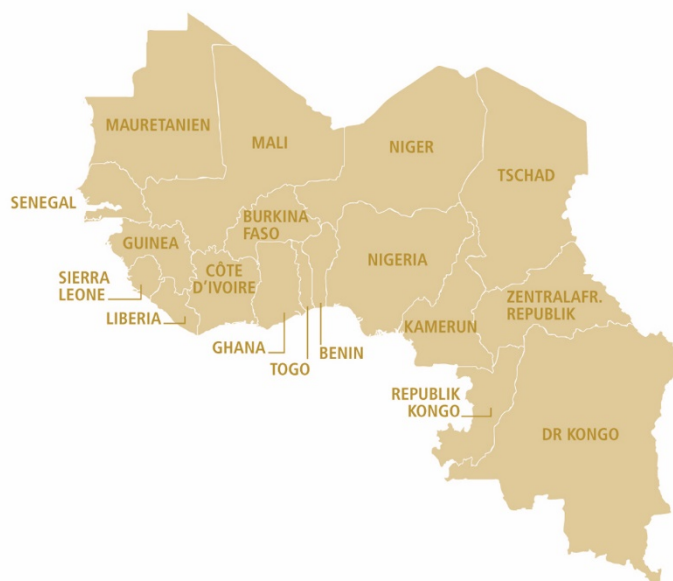 MAURETANIEN
MALI
NIGER
TSCHAD
SENEGAL
BURKINA
FASO
GUINEA
CÔTE
D'IVOIRE
NIGERIA
SIERRA
LEONE
ZENTRALAFR.
REPUBLIK
LIBERIA
KAMERUN
GHANA
TOGO
BENIN
REPUBLIK
KONGO
DR KONGO